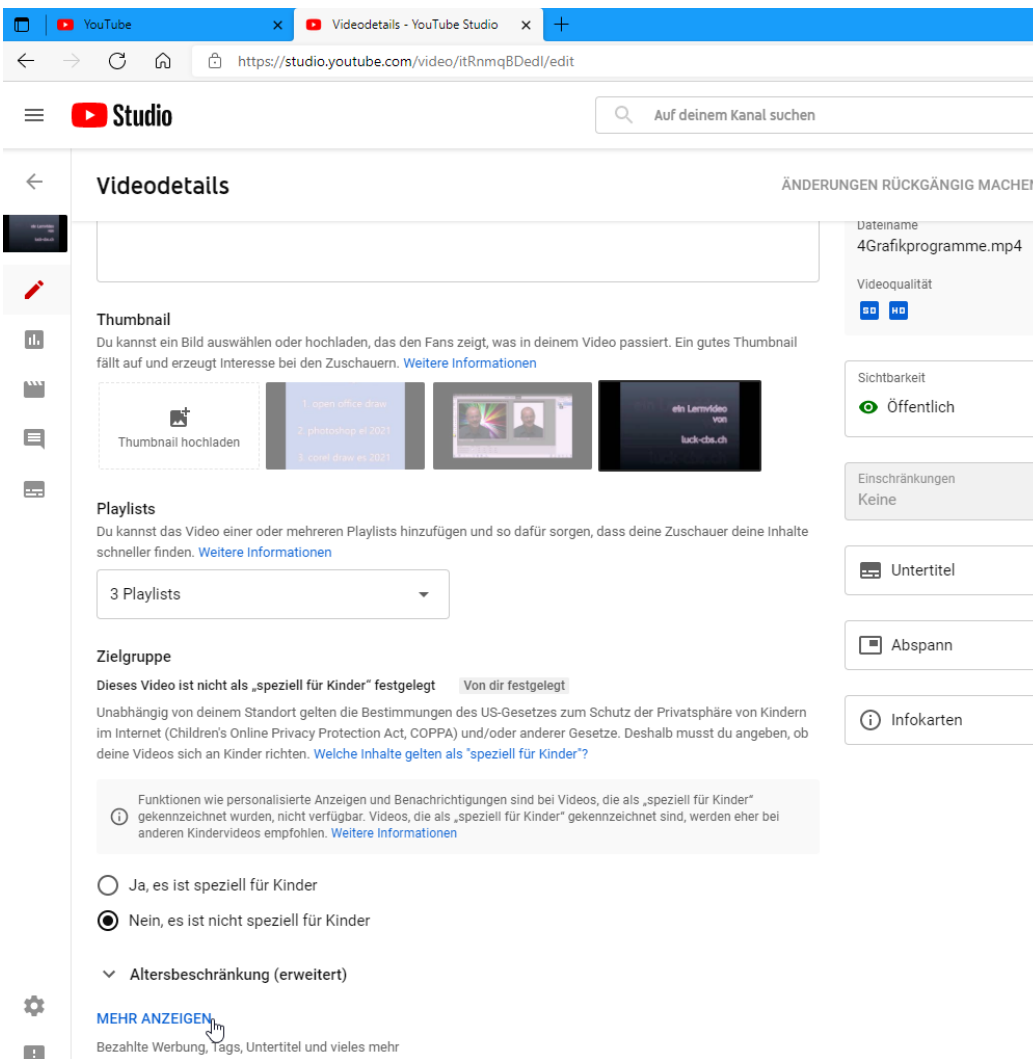 YouTube
Videodetails - YouTube Studio
https://studio.youtube.com/video/itRnmqBDedI/edit
Studio
Auf deinem Kanal suchen
Videodetails
ÄNDERUNGEN RÜCKGÄNGIG MACHEN
Dateiname
4Grafikprogramme.mp4
Videoqualität
SD HD
Thumbnail
Du kannst ein Bild auswählen oder hochladen, das den Fans zeigt, was in deinem Video passiert. Ein gutes Thumbnail
fällt auf und erzeugt Interesse bei den Zuschauern. Weitere Informationen
Thumbnail hochladen
1. open office draw
2. photoshop el 2021
3. corel draw es 2021
ein Lernvideo
von
luck-cbs.ch
Sichtbarkeit
Öffentlich
Einschränkungen
Keine
Playlists
Du kannst das Video einer oder mehreren Playlists hinzufügen und so dafür sorgen, dass deine Zuschauer deine Inhalte
schneller finden. Weitere Informationen
3 Playlists
Untertitel
Abspann
Infokarten
Zielgruppe
Dieses Video ist nicht als „speziell für Kinder“ festgelegt Von dir festgelegt
Unabhängig von deinem Standort gelten die Bestimmungen des US-Gesetzes zum Schutz der Privatsphäre von Kindern
im Internet (Children's Online Privacy Protection Act, COPPA) und/oder anderer Gesetze. Deshalb musst du angeben, ob
deine Videos sich an Kinder richten. Welche Inhalte gelten als "speziell für Kinder"?
Funktionen wie personalisierte Anzeigen und Benachrichtigungen sind bei Videos, die als „speziell für Kinder“
gekennzeichnet wurden, nicht verfügbar. Videos, die als „speziell für Kinder“ gekennzeichnet sind, werden eher bei
anderen Kindervideos empfohlen. Weitere Informationen
Ja, es ist speziell für Kinder
Nein, es ist nicht speziell für Kinder
Altersbeschränkung (erweitert)
MEHR ANZEIGEN
Bezahlte Werbung, Tags, Untertitel und vieles mehr